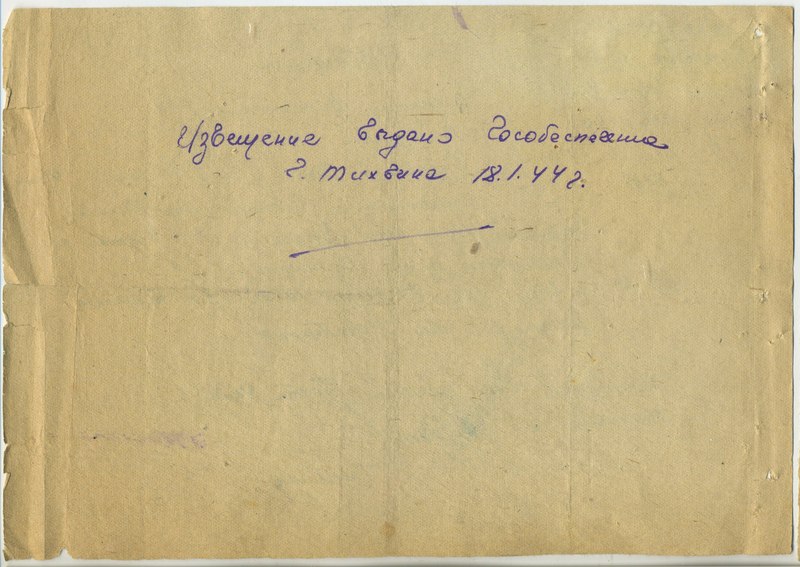 Извещение выдано Гособеспечения
г. Тихвина 18.1.44 г.